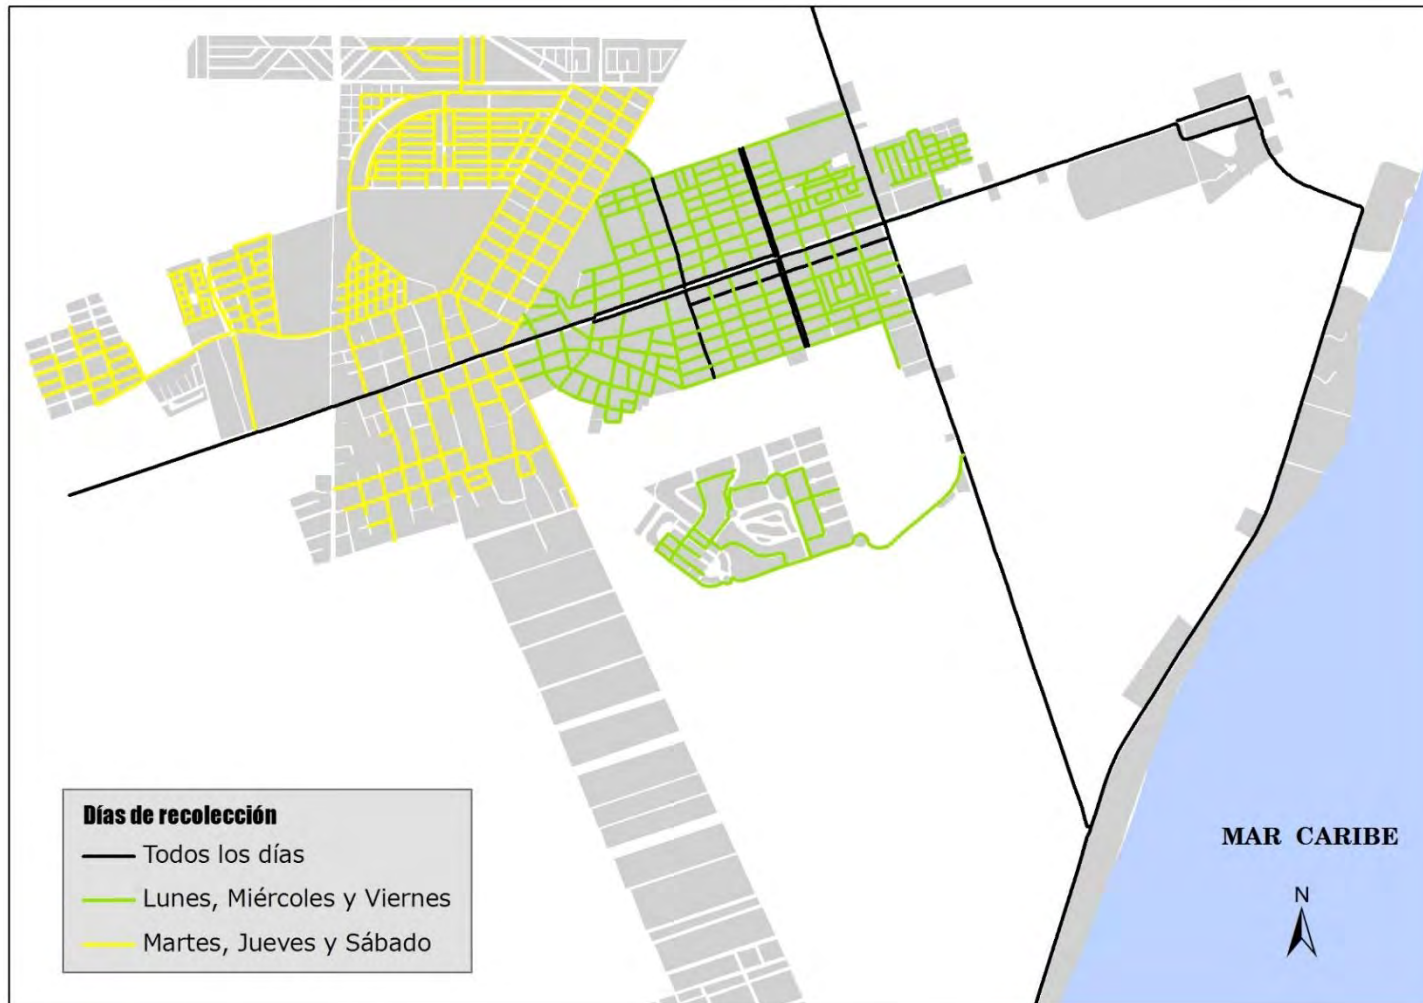 Días de recolección
Todos los días
Lunes, Miércoles y Viernes
Martes, Jueves y Sábado
MAR CARIBE
N